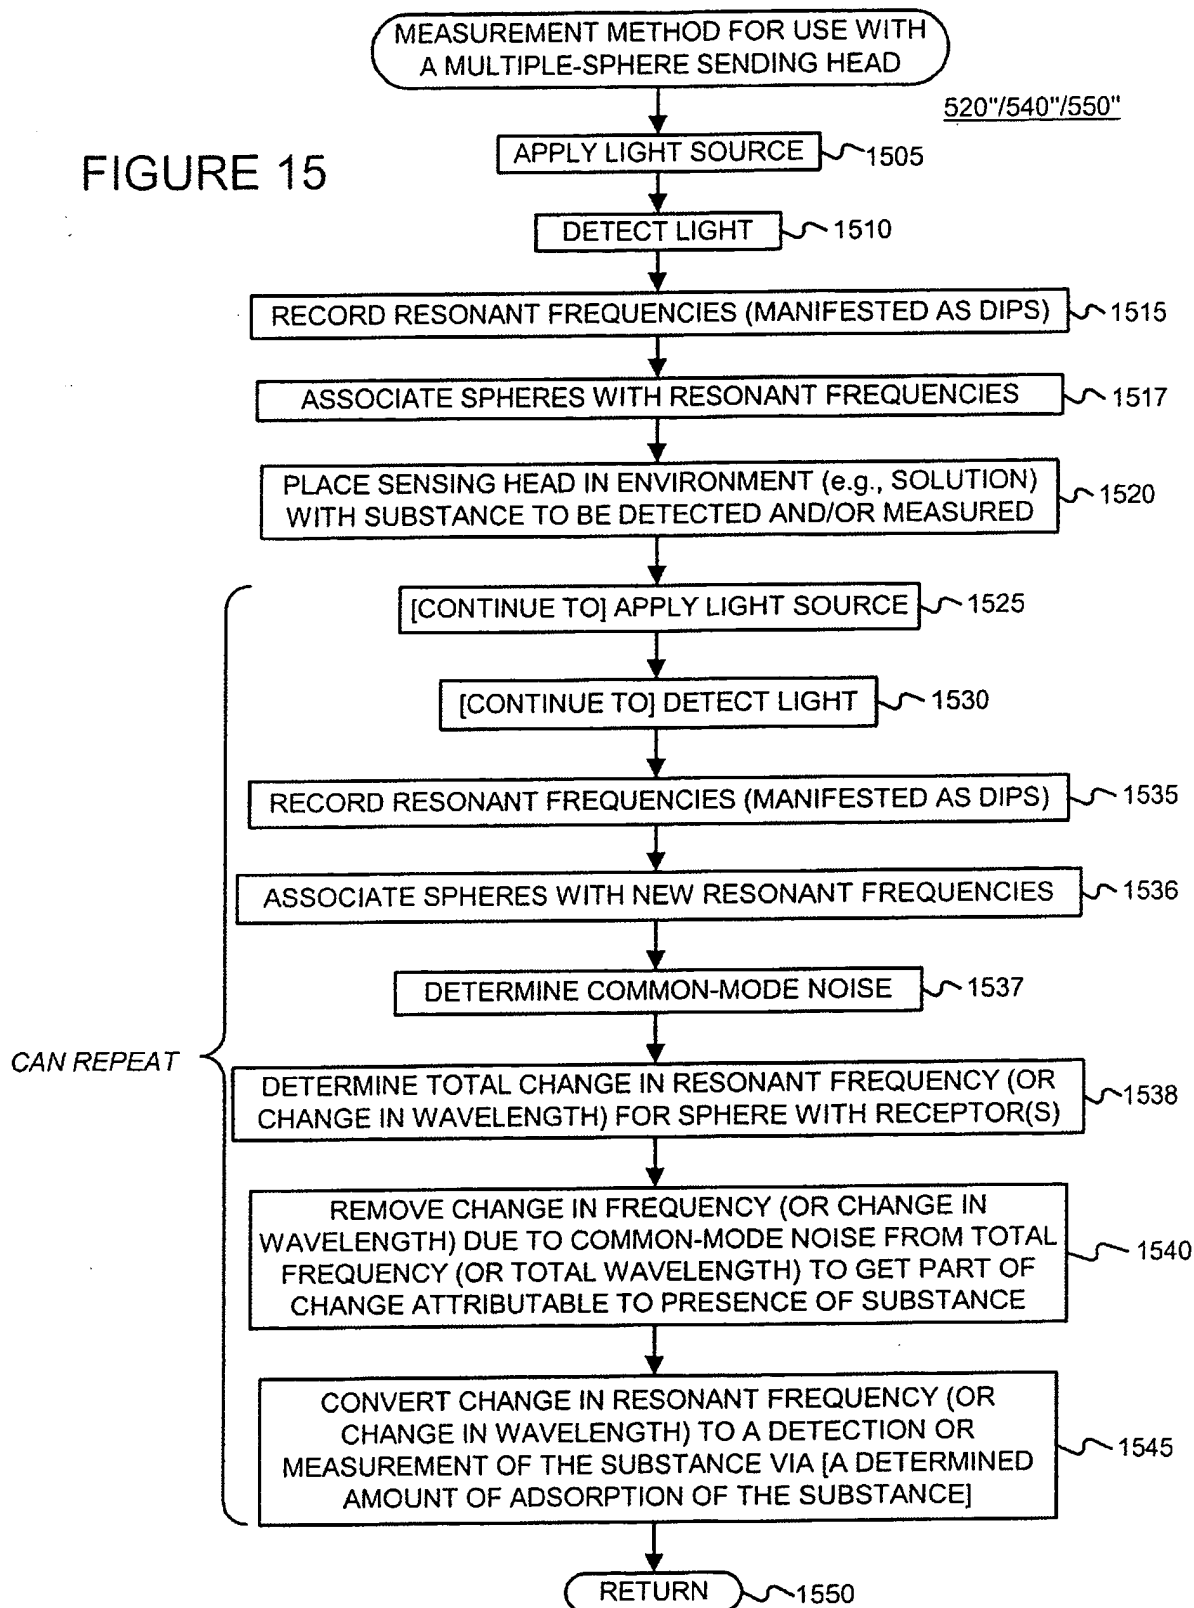 MEASUREMENT METHOD FOR USE WITH
A MULTIPLE-SPHERE SENDING HEAD
520"/540"/550"
FIGURE 15
APPLY LIGHT SOURCE
1505
DETECT LIGHT
1510
RECORD RESONANT FREQUENCIES (MANIFESTED AS DIPS)
1515
ASSOCIATE SPHERES WITH RESONANT FREQUENCIES
1517
PLACE SENSING HEAD IN ENVIRONMENT (e.g., SOLUTION)
WITH SUBSTANCE TO BE DETECTED AND/OR MEASURED
1520
[CONTINUE TO] APPLY LIGHT SOURCE
1525
[CONTINUE TO] DETECT LIGHT
1530
RECORD RESONANT FREQUENCIES (MANIFESTED AS DIPS)
1535
ASSOCIATE SPHERES WITH NEW RESONANT FREQUENCIES
1536
DETERMINE COMMON-MODE NOISE
1537
CAN REPEAT
DETERMINE TOTAL CHANGE IN RESONANT FREQUENCY (OR
CHANGE IN WAVELENGTH) FOR SPHERE WITH RECEPTOR(S)
1538
REMOVE CHANGE IN FREQUENCY (OR CHANGE IN
WAVELENGTH) DUE TO COMMON-MODE NOISE FROM TOTAL
FREQUENCY (OR TOTAL WAVELENGTH) TO GET PART OF
CHANGE ATTRIBUTABLE TO PRESENCE OF SUBSTANCE
1540
CONVERT CHANGE IN RESONANT FREQUENCY (OR
CHANGE IN WAVELENGTH) TO A DETECTION OR
MEASUREMENT OF THE SUBSTANCE VIA [A DETERMINED
AMOUNT OF ADSORPTION OF THE SUBSTANCE]
1545
RETURN
1550